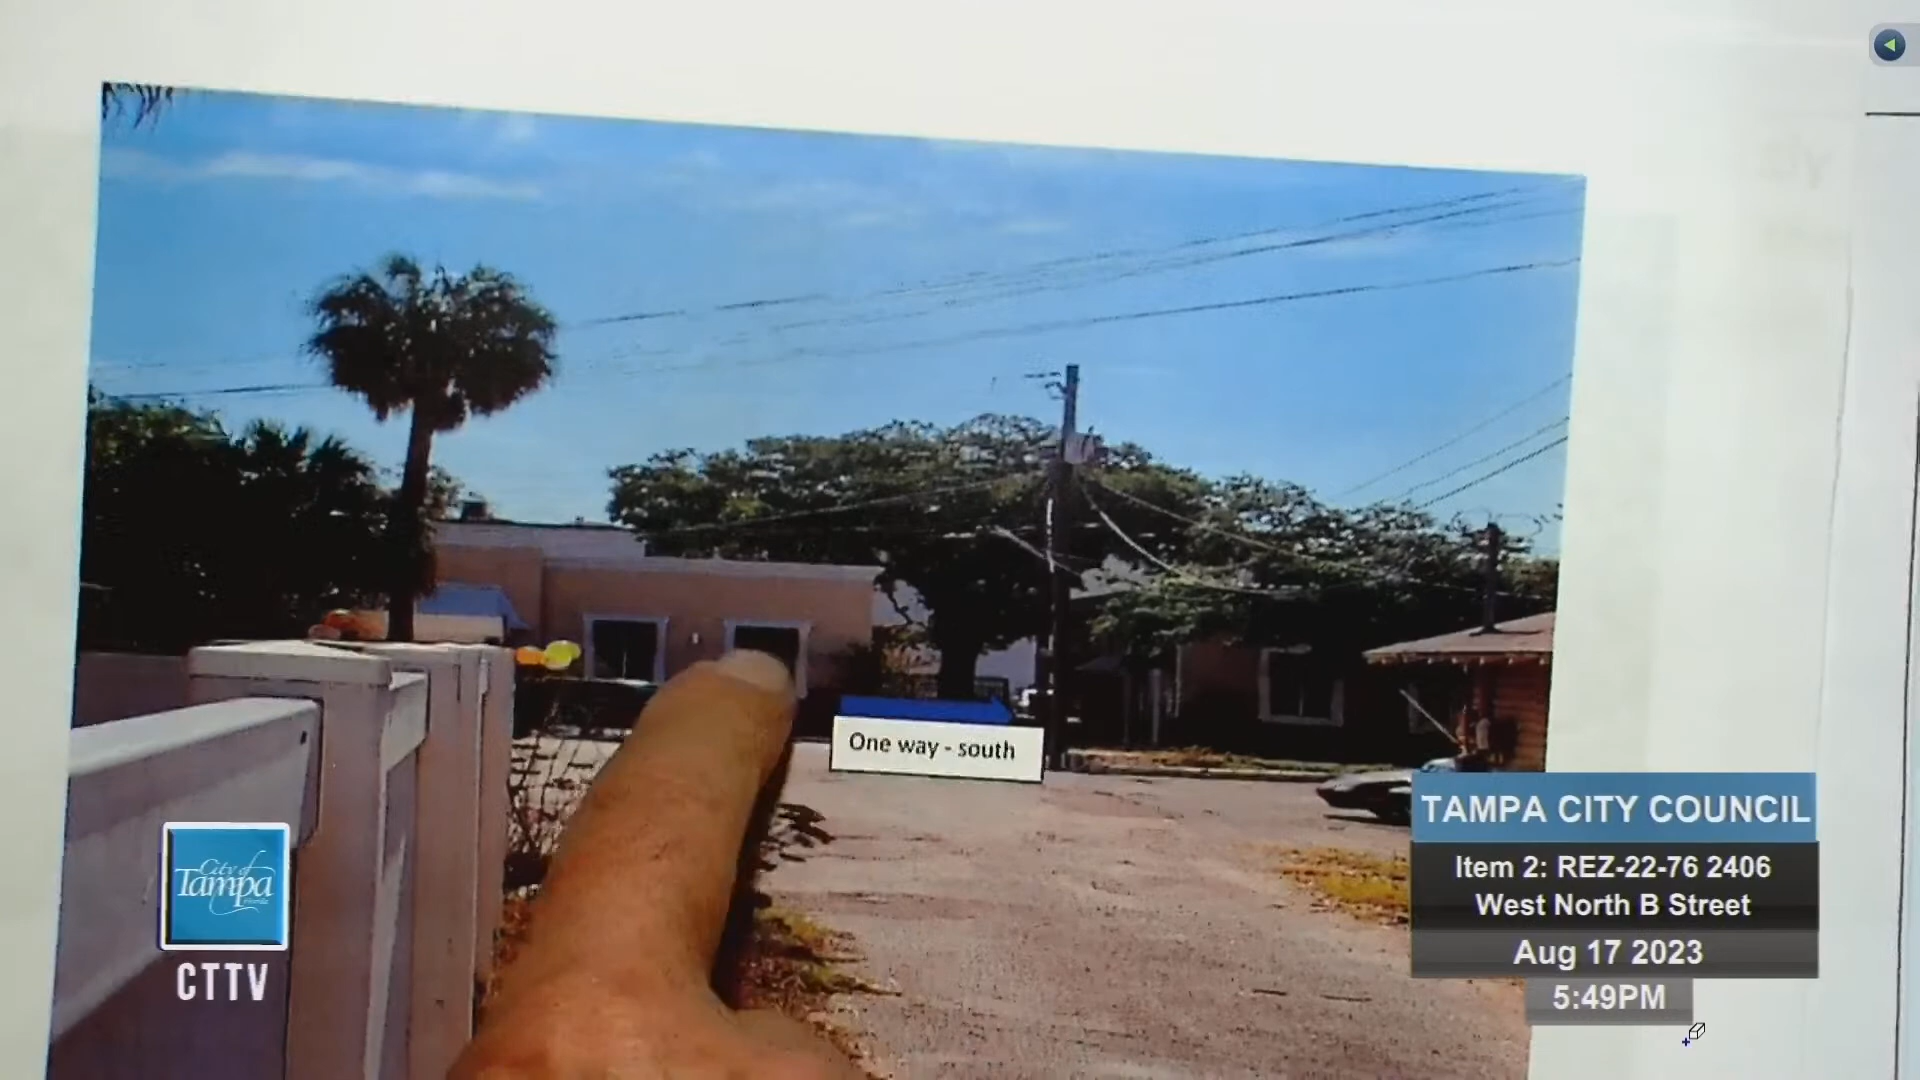 One way - south
TAMPA CITY COUNCIL
Item 2: REZ-22-76 2406
West North B Street
Aug 17 2023
5:49PM
City of
Tampa
Florida
CTTV